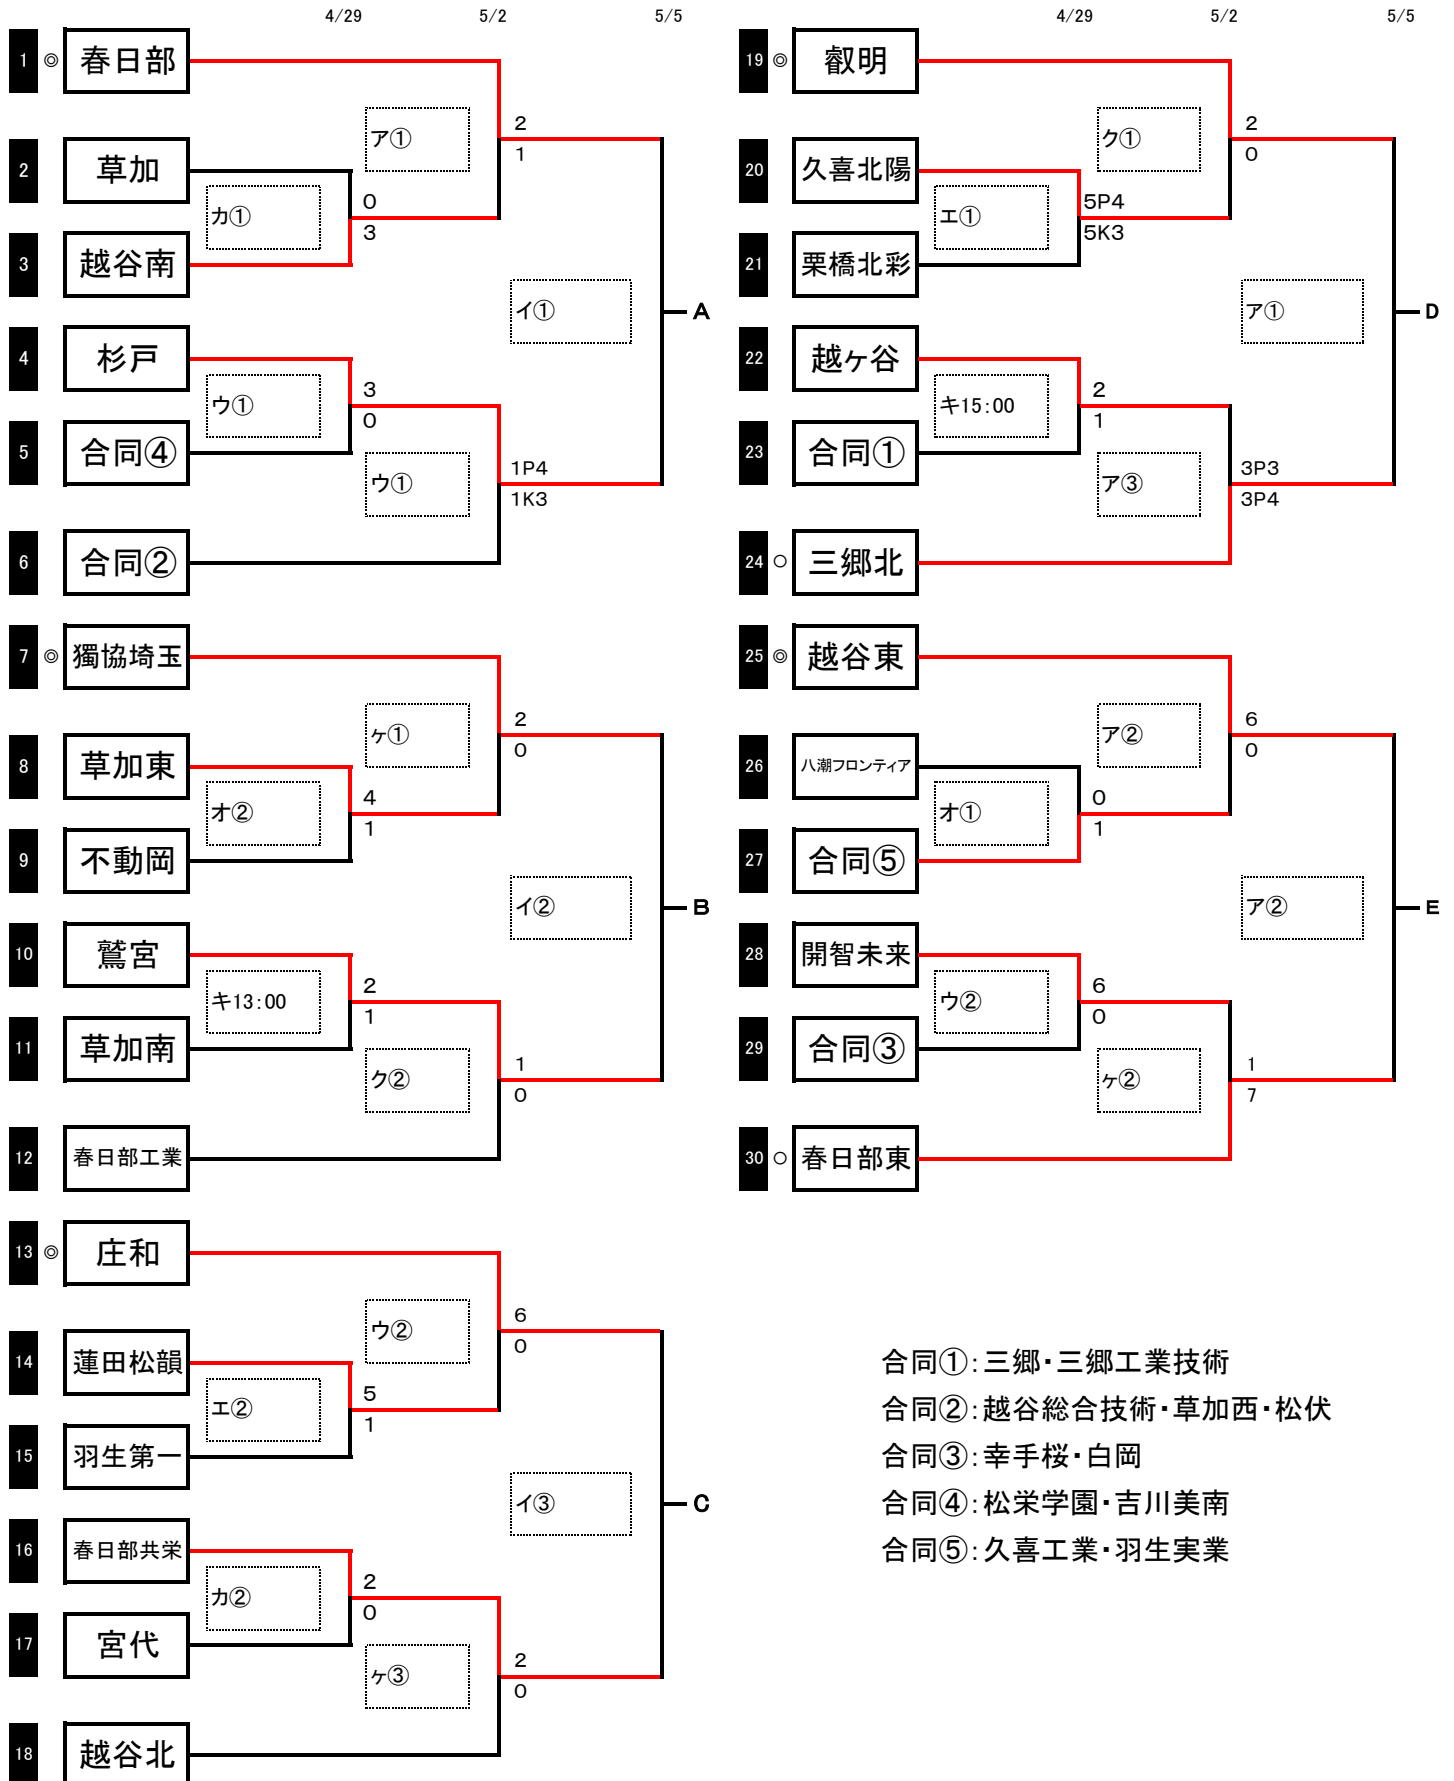 4/29 5/2 5/5
1 ◎ 春日部
ア① 2
1
2 草加
カ① 0
3
3 越谷南
イ① A
4 杉戸
ウ① 3
0
5 合同④
ウ① 1P4
1K3
6 合同②
7 ◎ 獨協埼玉
ヶ① 2
0
8 草加東
オ② 4
1
9 不動岡
イ② B
10 鷲宮
キ13:00 2
1
11 草加南
ク② 1
0
12 春日部工業
13 ◎ 庄和
ウ② 6
0
14 蓮田松韻
エ② 5
1
15 羽生第一
イ③ C
16 春日部共栄
カ② 2
0
17 宮代
ヶ③ 2
0
18 越谷北
4/29 5/2 5/5
19 ◎ 叡明
ク① 2
0
20 久喜北陽
エ① 5P4
5K3
21 栗橋北彩
ア① D
22 越ヶ谷
キ15:00 2
1
23 合同①
ア③ 3P3
3P4
24 ○ 三郷北
25 ◎ 越谷東
ア② 6
0
26 八潮フロンティア
オ① 0
1
27 合同⑤
ア② E
28 開智未来
ウ② 6
0
29 合同③
ヶ② 1
7
30 ○ 春日部東
合同①:三郷・三郷工業技術
合同②:越谷総合技術・草加西・松伏
合同③:幸手桜・白岡
合同④:松栄学園・吉川美南
合同⑤:久喜工業・羽生実業